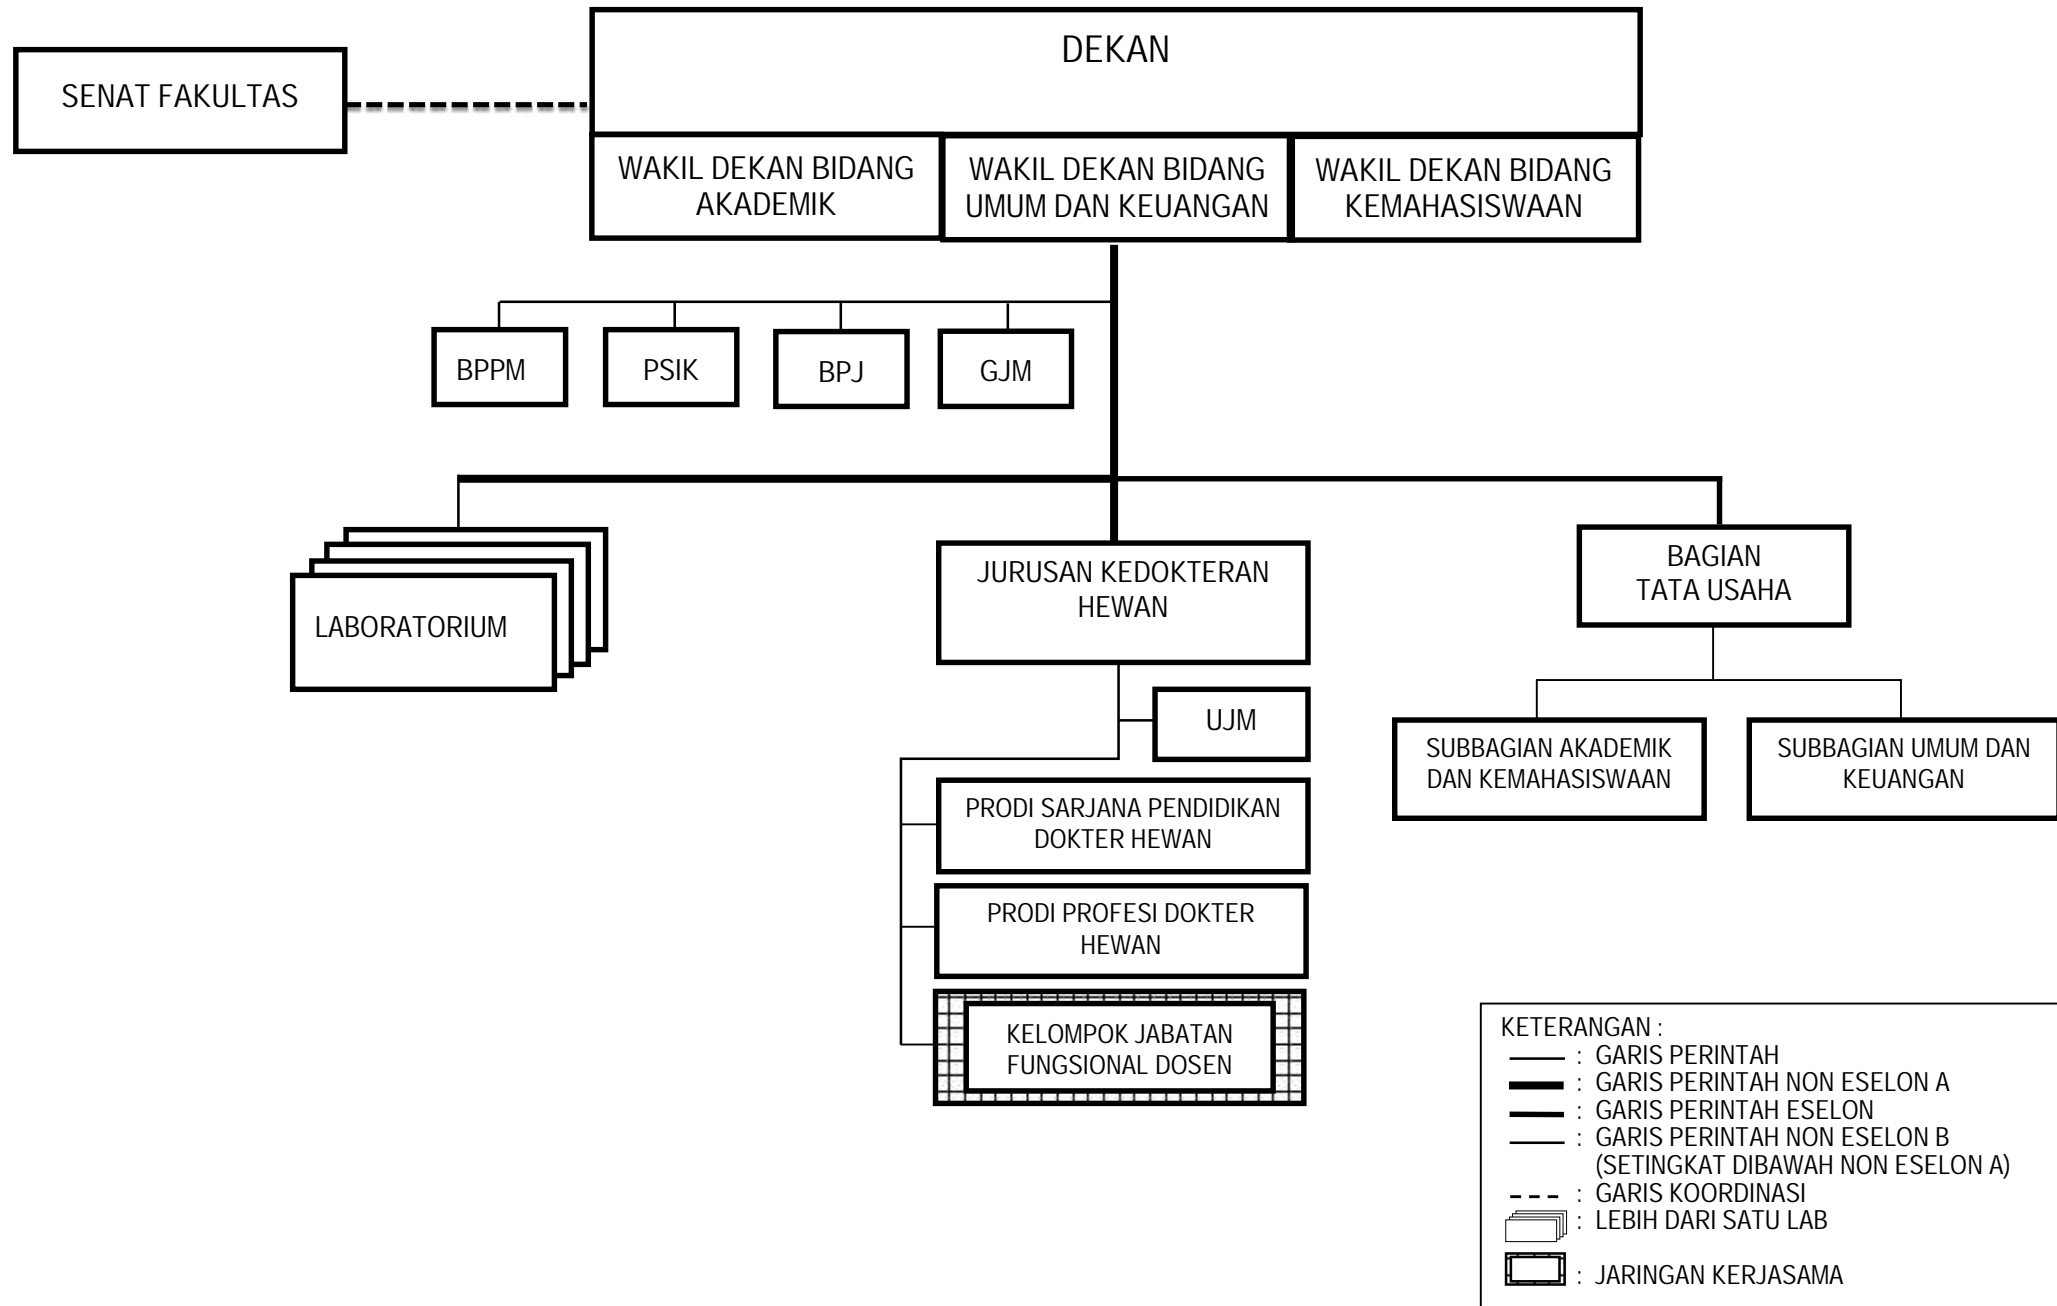 DEKAN
SENAT FAKULTAS
WAKIL DEKAN BIDANG
AKADEMIK
WAKIL DEKAN BIDANG
UMUM DAN KEUANGAN
WAKIL DEKAN BIDANG
KEMAHASISWAAN
BPPM
PSIK
BPJ
GJM
LABORATORIUM
JURUSAN KEDOKTERAN
HEWAN
BAGIAN
TATA USAHA
UJM
SUBBAGIAN AKADEMIK
DAN KEMAHASISWAAN
SUBBAGIAN UMUM DAN
KEUANGAN
PRODI SARJANA PENDIDIKAN
DOKTER HEWAN
PRODI PROFESI DOKTER
HEWAN
KELOMPOK JABATAN
FUNGSIONAL DOSEN
KETERANGAN :
: GARIS PERINTAH
: GARIS PERINTAH NON ESELON A
: GARIS PERINTAH ESELON
: GARIS PERINTAH NON ESELON B
(SETINGKAT DIBAWAH NON ESELON A)
: GARIS KOORDINASI
: LEBIH DARI SATU LAB
: JARINGAN KERJASAMA